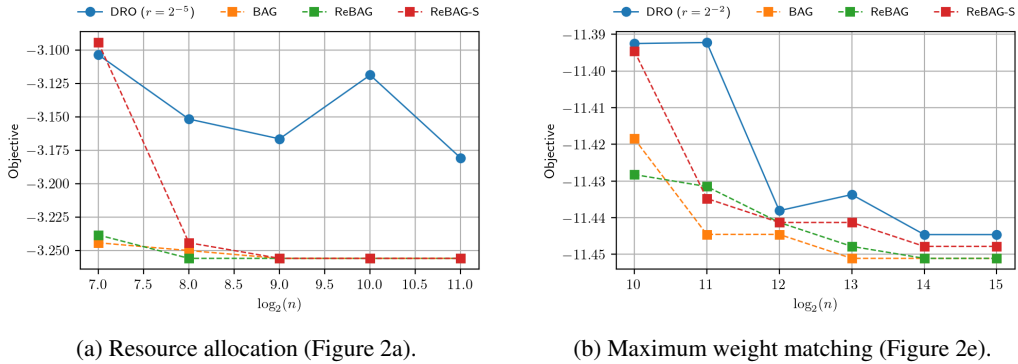 DRO (r = 2⁻⁵) BAG ReBAG ReBAG-S
−3.100
−3.125
−3.150
−3.175
−3.200
−3.225
−3.250
Objective
7.0 7.5 8.0 8.5 9.0 9.5 10.0 10.5 11.0
log₂(n)
(a) Resource allocation (Figure 2a).
DRO (r = 2⁻²) BAG ReBAG ReBAG-S
−11.39
−11.40
−11.41
−11.42
−11.43
−11.44
−11.45
Objective
10 11 12 13 14 15
log₂(n)
(b) Maximum weight matching (Figure 2e).